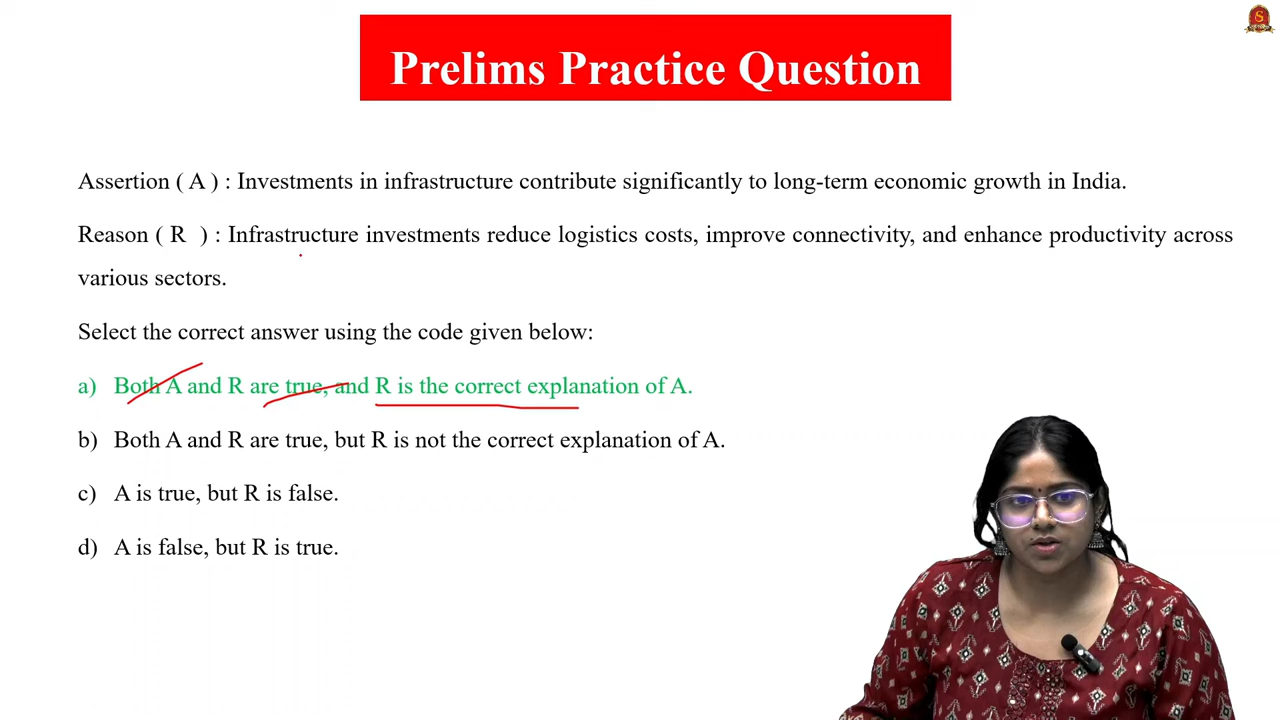 Prelims Practice Question
Assertion ( A ) : Investments in infrastructure contribute significantly to long-term economic growth in India.
Reason ( R ) : Infrastructure investments reduce logistics costs, improve connectivity, and enhance productivity across
various sectors.
Select the correct answer using the code given below:
a) Both A and R are true, and R is the correct explanation of A.
b) Both A and R are true, but R is not the correct explanation of A.
c) A is true, but R is false.
d) A is false, but R is true.